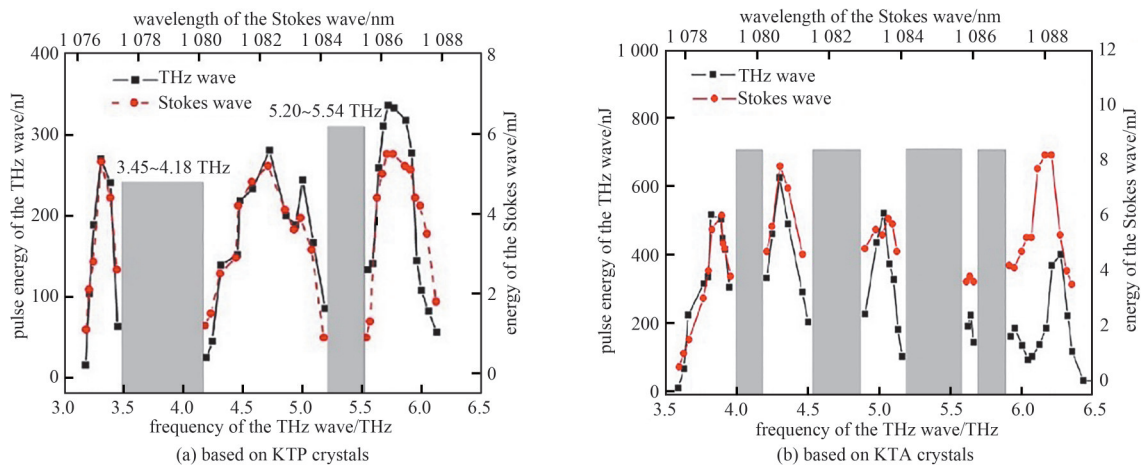 wavelength of the Stokes wave/nm
1 076 1 078 1 080 1 082 1 084 1 086 1 088
400
300
200
100
0
pulse energy of the THz wave/nJ
THz wave
Stokes wave
3.45~4.18 THz
5.20~5.54 THz
8
6
4
2
0
energy of the Stokes wave/mJ
3.0 3.5 4.0 4.5 5.0 5.5 6.0 6.5
frequency of the THz wave/THz
(a) based on KTP crystals
wavelength of the Stokes wave/nm
1 078 1 080 1 082 1 084 1 086 1 088
1 000
800
600
400
200
0
pulse energy of the THz wave/nJ
THz wave
Stokes wave
12
10
8
6
4
2
0
energy of the Stokes wave/mJ
3.5 4.0 4.5 5.0 5.5 6.0 6.5
frequency of the THz wave/THz
(b) based on KTA crystals